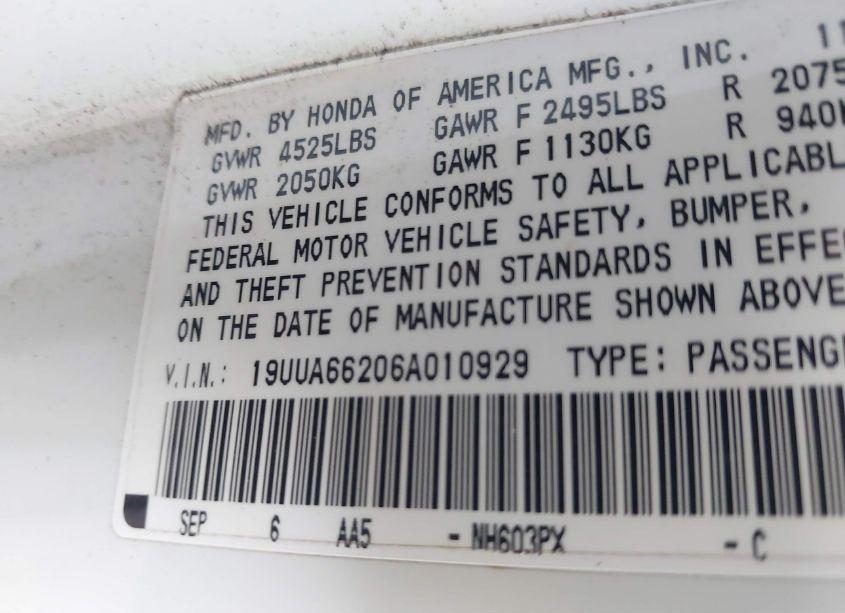 MFD. BY HONDA OF AMERICA MFG., INC. 11
GVWR 4525LBS GAWR F 2495LBS R 2075
GVWR 2050KG GAWR F 1130KG R 940
THIS VEHICLE CONFORMS TO ALL APPLICABL
FEDERAL MOTOR VEHICLE SAFETY, BUMPER,
AND THEFT PREVENTION STANDARDS IN EFFE
ON THE DATE OF MANUFACTURE SHOWN ABOVE
V.I.N.: 19UUA66206A010929 TYPE: PASSENG
SEP 6 AA5 - NH603PX - C